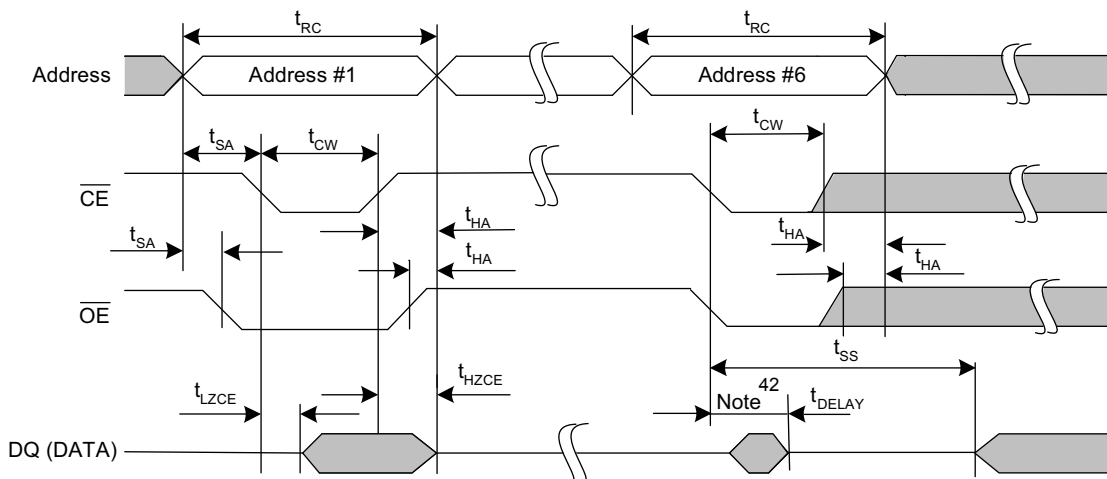 tRC
tRC
Address
Address #1
Address #6
tCW
tSA
tCW
CE
tHA
tSA
tHA
tHA
tHA
OE
tSS
tLZCE
tHZCE
Note 42
tDELAY
DQ (DATA)